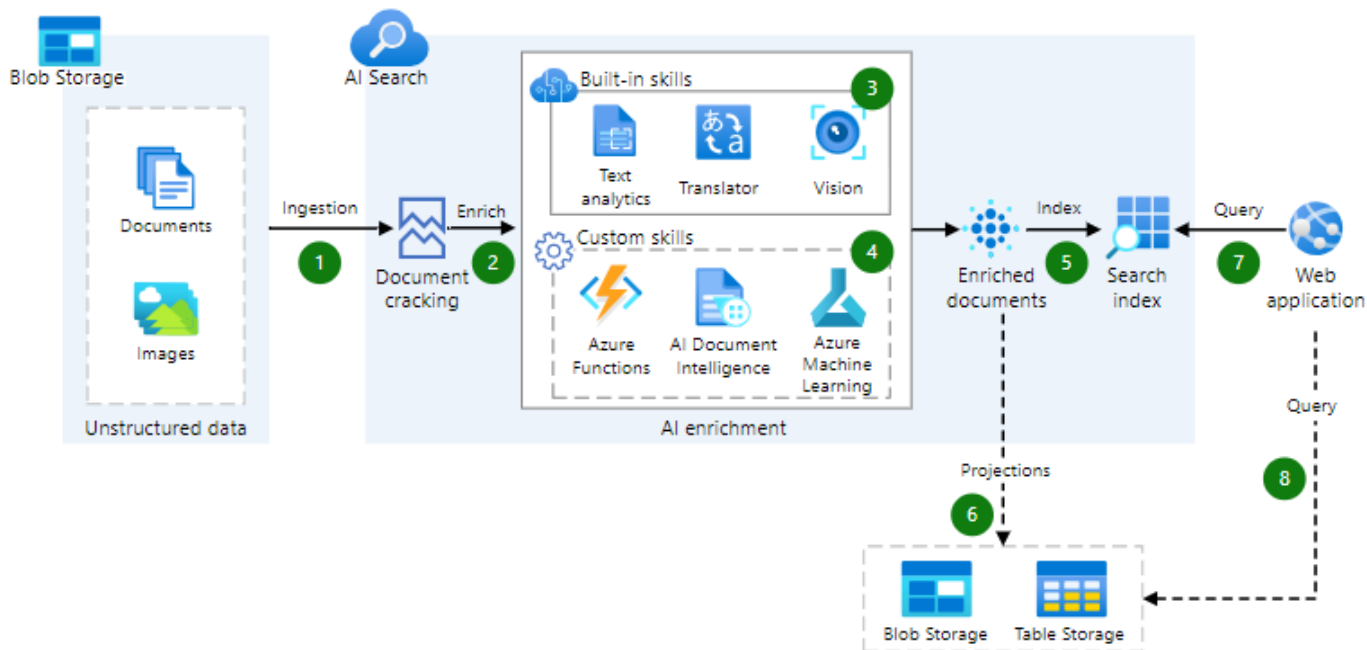 Blob Storage
Documents
Images
Unstructured data
Ingestion
1
AI Search
Document
cracking
Enrich
2
Built-in skills
3
Text
analytics
Translator
Vision
Custom skills
4
Azure
Functions
AI Document
Intelligence
Azure
Machine
Learning
AI enrichment
Enriched
documents
Index
5
Search
index
Query
7
Web
application
Projections
6
Query
8
Blob Storage
Table Storage
あ
a